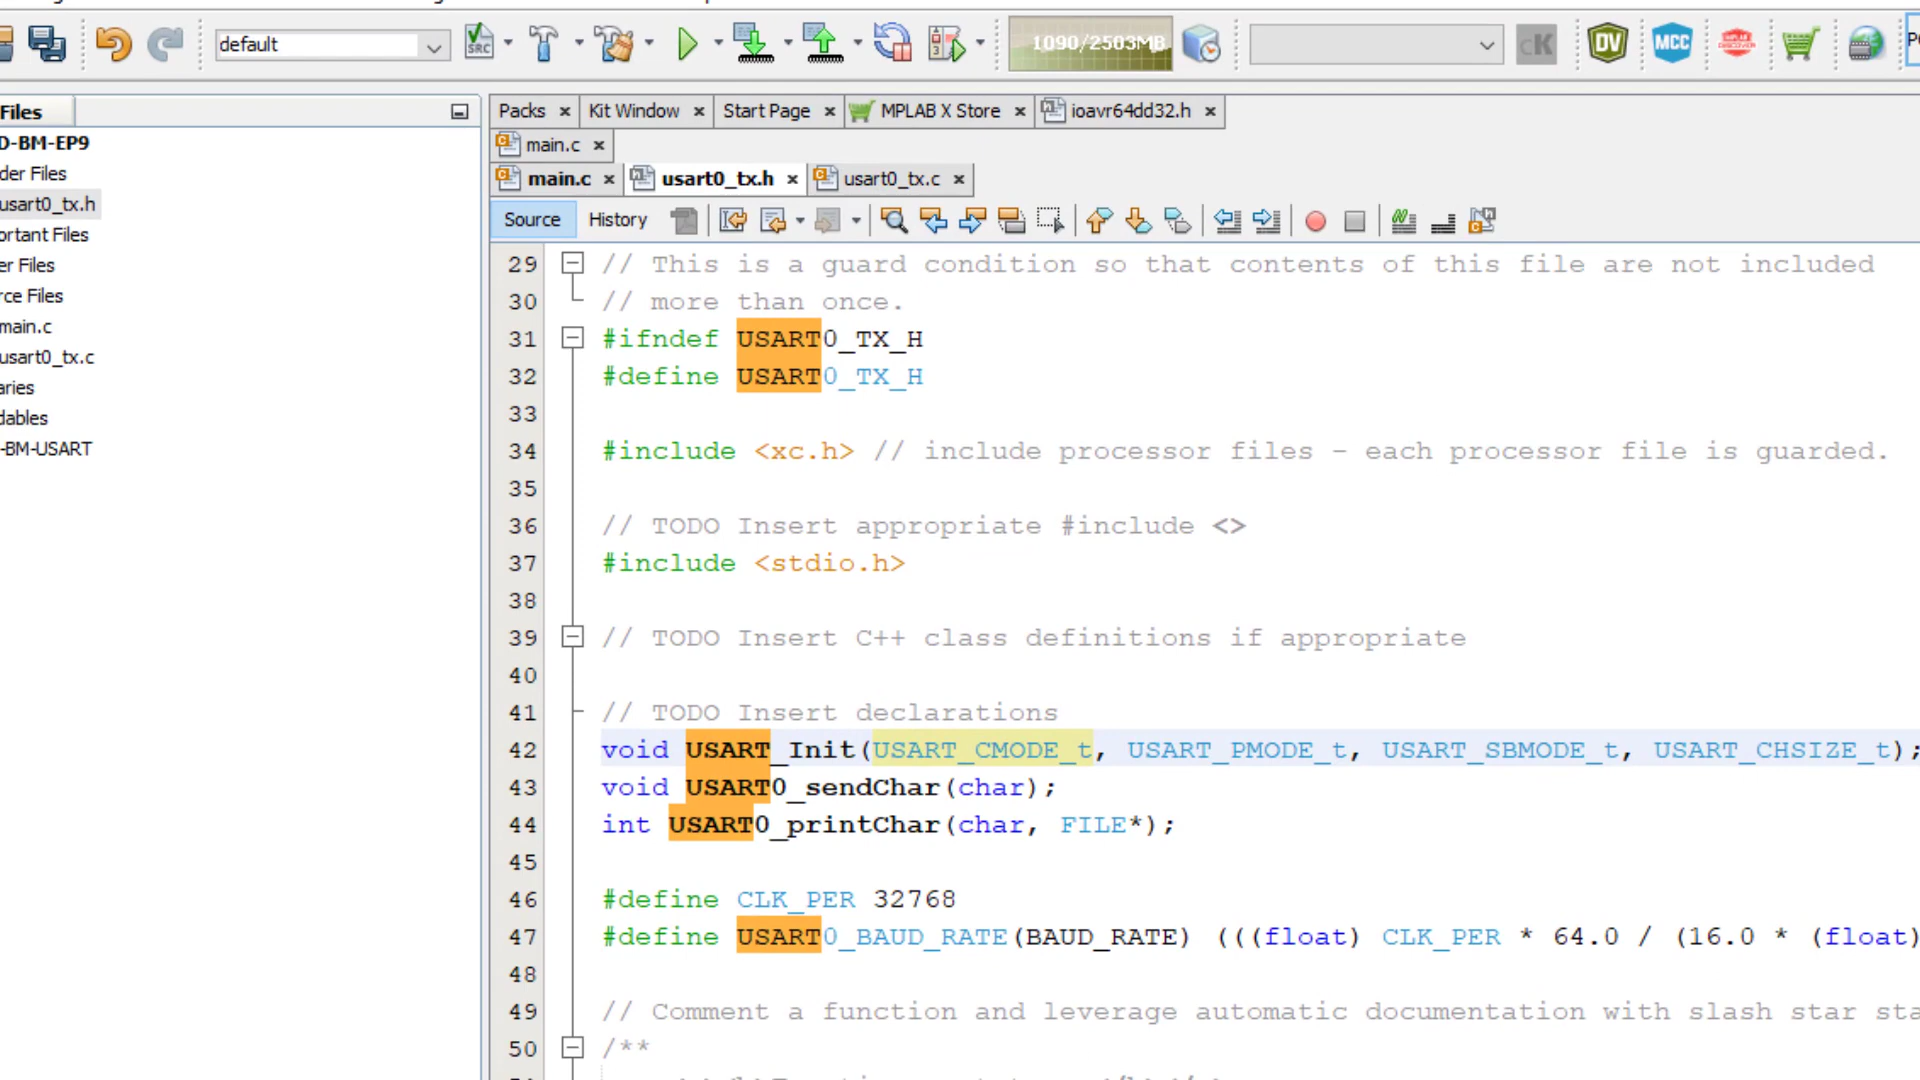 default
SRC
1090/2503MB
cK
DV
MCC
Files
Packs
Kit Window
Start Page
MPLAB X Store
ioavr64dd32.h
main.c
main.c
usart0_tx.h
usart0_tx.c
Source
History
D-BM-EP9
der Files
usart0_tx.h
ortant Files
er Files
rce Files
main.c
usart0_tx.c
aries
dables
-BM-USART
29 // This is a guard condition so that contents of this file are not included
30 // more than once.
31 #ifndef USART0_TX_H
32 #define USART0_TX_H
33
34 #include <xc.h> // include processor files - each processor file is guarded.
35
36 // TODO Insert appropriate #include <>
37 #include <stdio.h>
38
39 // TODO Insert C++ class definitions if appropriate
40
41 // TODO Insert declarations
42 void USART_Init(USART_CMODE_t, USART_PMODE_t, USART_SBMODE_t, USART_CHSIZE_t);
43 void USART0_sendChar(char);
44 int USART0_printChar(char, FILE*);
45
46 #define CLK_PER 32768
47 #define USART0_BAUD_RATE(BAUD_RATE) (((float) CLK_PER * 64.0 / (16.0 * (float)
48
49 // Comment a function and leverage automatic documentation with slash star sta
50 /**